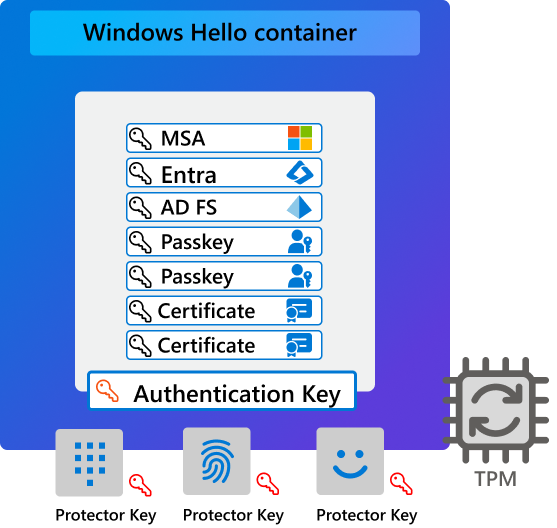 Windows Hello container
MSA
Entra
AD FS
Passkey
Passkey
Certificate
Certificate
Authentication Key
TPM
Protector Key Protector Key Protector Key